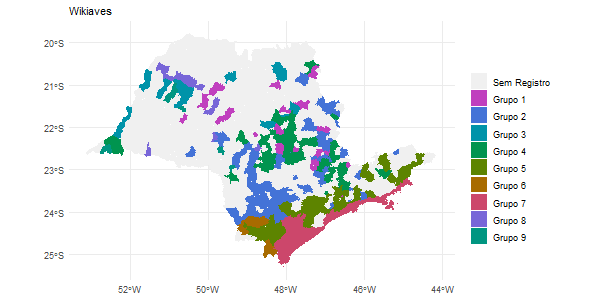 Wikiaves
20°S
21°S
22°S
23°S
24°S
25°S
52°W
50°W
48°W
46°W
44°W
Sem Registro
Grupo 1
Grupo 2
Grupo 3
Grupo 4
Grupo 5
Grupo 6
Grupo 7
Grupo 8
Grupo 9